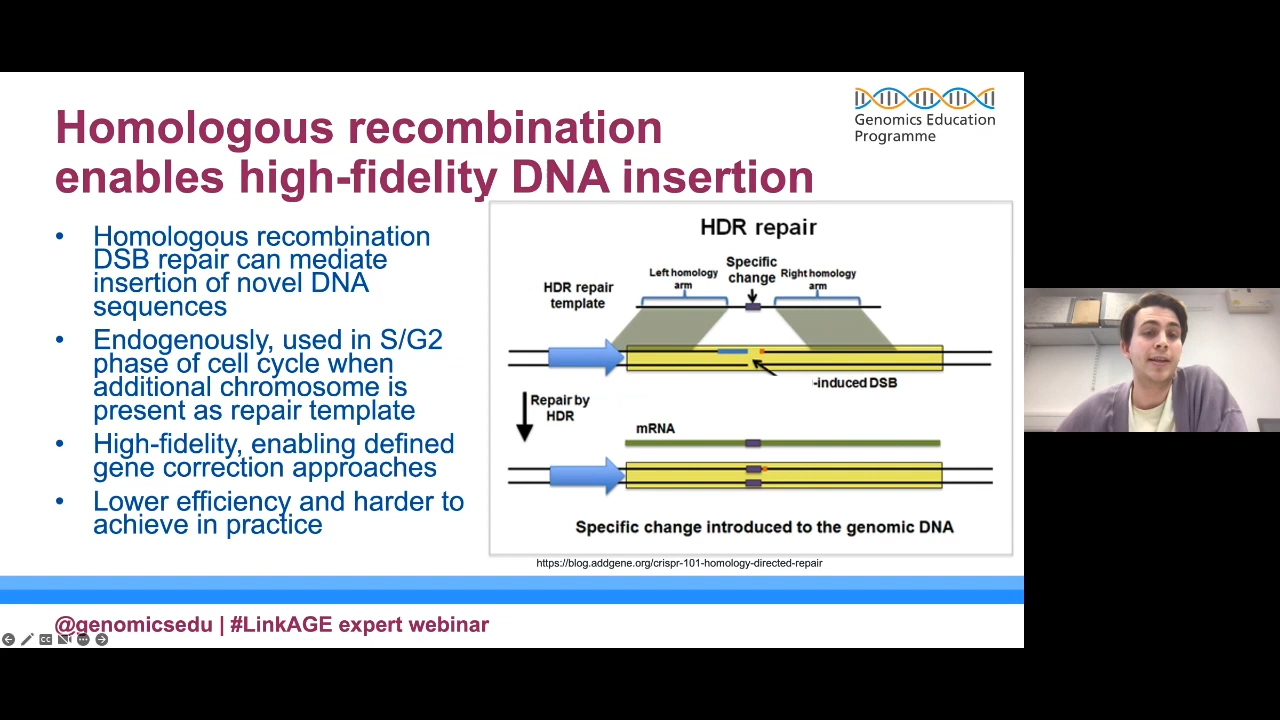 Homologous recombination
enables high-fidelity DNA insertion
Genomics Education
Programme
• Homologous recombination
DSB repair can mediate
insertion of novel DNA
sequences
• Endogenously, used in S/G2
phase of cell cycle when
additional chromosome is
present as repair template
• High-fidelity, enabling defined
gene correction approaches
• Lower efficiency and harder to
achieve in practice
HDR repair
HDR repair
template
Left homology
arm
Specific
change
Right homology
arm
-induced DSB
Repair by
HDR
mRNA
Specific change introduced to the genomic DNA
https://blog.addgene.org/crispr-101-homology-directed-repair
@genomicsedu | #LinkAGE expert webinar
CC